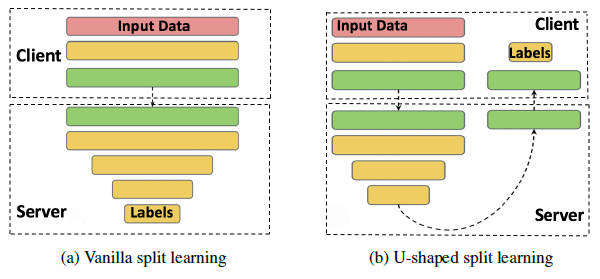 Input Data
Client
Server
Labels
(a) Vanilla split learning
Input Data
Client
Labels
Server
(b) U-shaped split learning